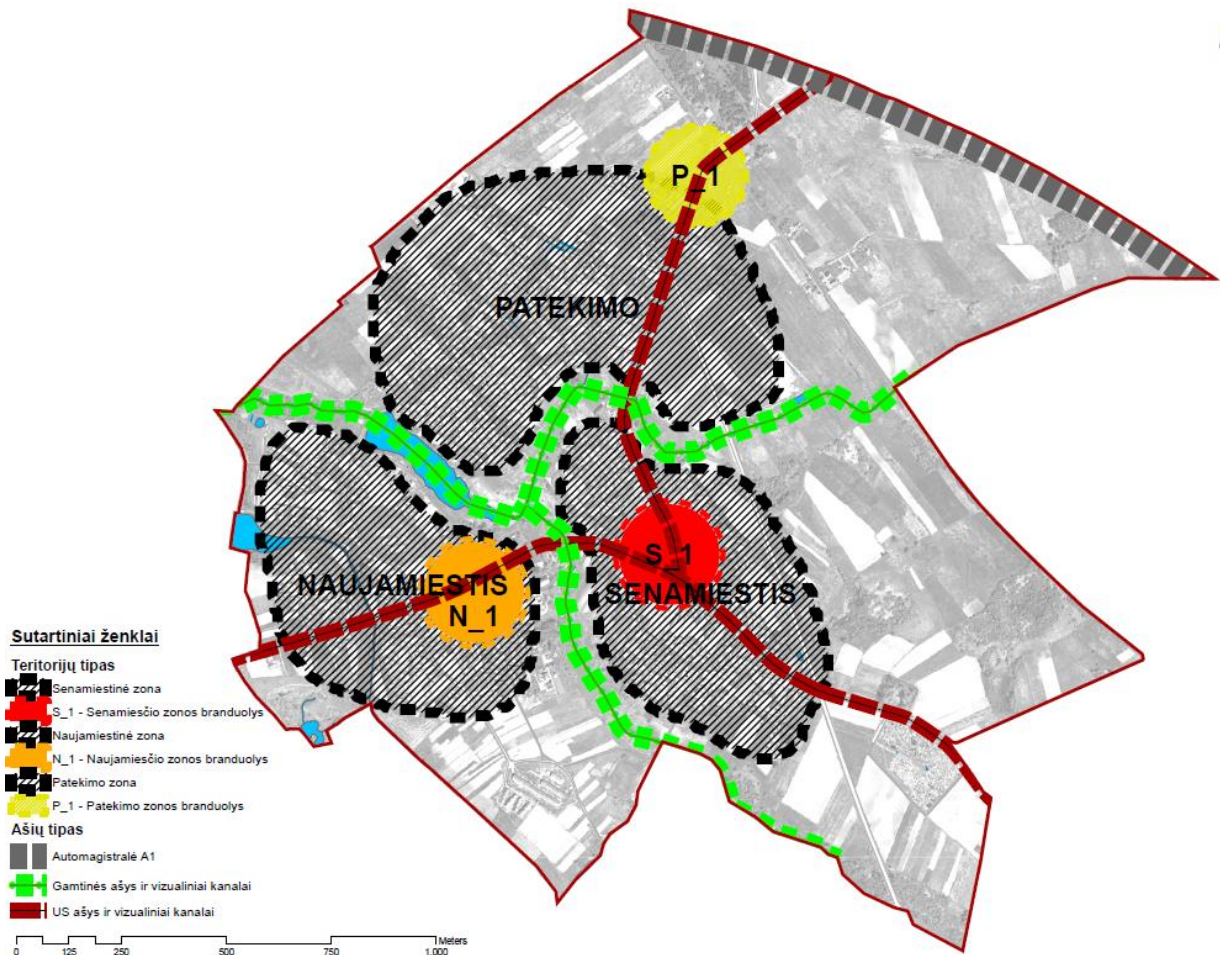 P_1
PATEKIMO
S_1
SENAMIESTIS
NAUJAMIESTIS
N_1
Sutartiniai ženklai
Teritorijų tipas
Senamiestinė zona
S_1 - Senamiesčio zonos branduolys
Naujamiestinė zona
N_1 - Naujamiesčio zonos branduolys
Patekimo zona
P_1 - Patekimo zonos branduolys
Ašių tipas
Automagistralė A1
Gamtinės ašys ir vizualiniai kanalai
US ašys ir vizualiniai kanalai
Meters
0 125 250 500 750 1.000